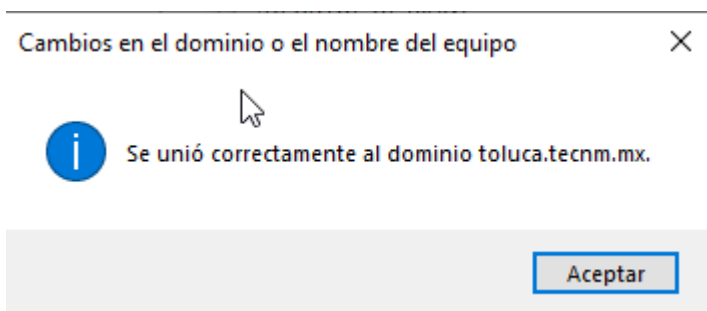 Cambios en el dominio o el nombre del equipo
Se unió correctamente al dominio toluca.tecnm.mx.
Aceptar